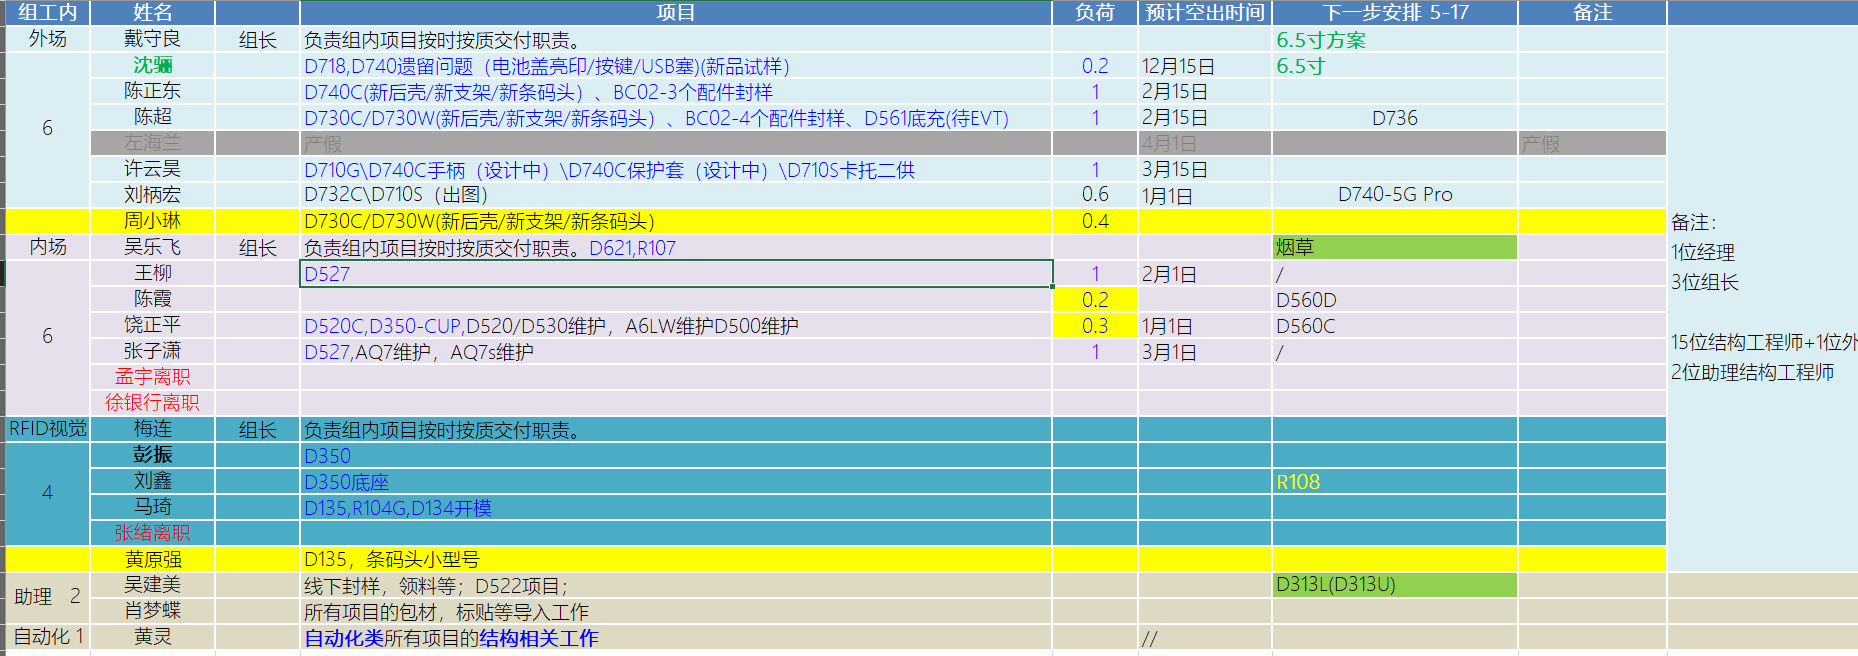 组工内 姓名 项目 负荷 预计空出时间 下一步安排 5-17 备注
外场 戴守良 组长 负责组内项目按时按质交付职责。 6.5寸方案
沈骊 D718,D740遗留问题（电池盖亮印/按键/USB塞)(新品试样） 0.2 12月15日 6.5寸
陈正东 D740C(新后壳/新支架/新条码头）、BC02-3个配件封样 1 2月15日
6 陈超 D730C/D730W(新后壳/新支架/新条码头）、BC02-4个配件封样、D561底充(待EVT) 1 2月15日 D736
左海兰 产假 4月1日 产假
许云昊 D710G\D740C手柄（设计中）\D740C保护套（设计中）\D710S卡托二供 1 3月15日
刘柄宏 D732C\D710S（出图） 0.6 1月1日 D740-5G Pro
周小琳 D730C/D730W(新后壳/新支架/新条码头） 0.4
内场 吴乐飞 组长 负责组内项目按时按质交付职责。D621,R107 烟草
王柳 D527 1 2月1日 /
陈霞 0.2 D560D
6 饶正平 D520C,D350-CUP,D520/D530维护，A6LW维护D500维护 0.3 1月1日 D560C
张子潇 D527,AQ7维护，AQ7s维护 1 3月1日 /
孟宇离职
徐银行离职
RFID视觉 梅连 组长 负责组内项目按时按质交付职责。
彭振 D350
4 刘鑫 D350底座 R108
马琦 D135,R104G,D134开模
张绪离职
黄原强 D135，条码头小型号
助理 2 吴建美 线下封样，领料等；D522项目； D313L(D313U)
肖梦蝶 所有项目的包材，标贴等导入工作
自动化 1 黄灵 自动化类所有项目的结构相关工作 //
备注：
1位经理
3位组长
15位结构工程师+1位外
2位助理结构工程师